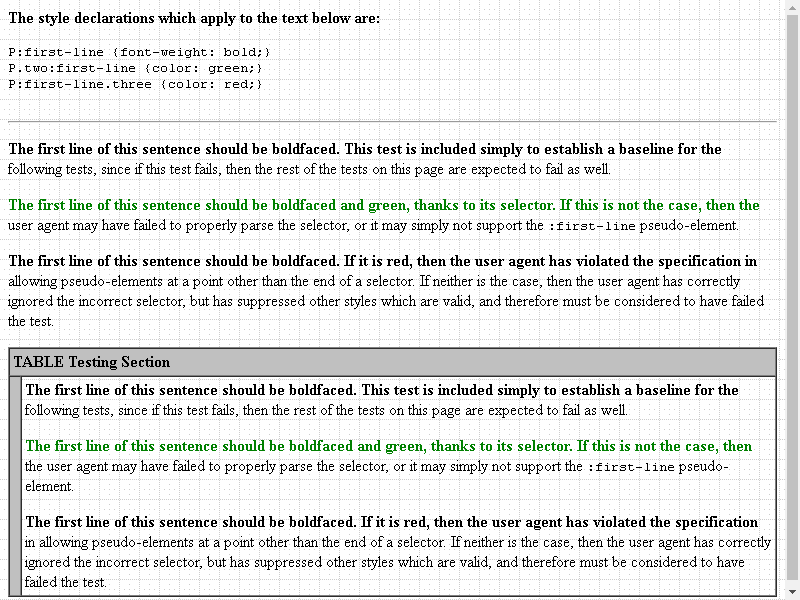 The style declarations which apply to the text below are:
P:first-line {font-weight: bold;}
P.two:first-line {color: green;}
P:first-line.three {color: red;}
The first line of this sentence should be boldfaced. This test is included simply to establish a baseline for the
following tests, since if this test fails, then the rest of the tests on this page are expected to fail as well.
The first line of this sentence should be boldfaced and green, thanks to its selector. If this is not the case, then the
user agent may have failed to properly parse the selector, or it may simply not support the :first-line pseudo-element.
The first line of this sentence should be boldfaced. If it is red, then the user agent has violated the specification in
allowing pseudo-elements at a point other than the end of a selector. If neither is the case, then the user agent has correctly
ignored the incorrect selector, but has suppressed other styles which are valid, and therefore must be considered to have failed
the test.
TABLE Testing Section
The first line of this sentence should be boldfaced. This test is included simply to establish a baseline for the
following tests, since if this test fails, then the rest of the tests on this page are expected to fail as well.
The first line of this sentence should be boldfaced and green, thanks to its selector. If this is not the case, then
the user agent may have failed to properly parse the selector, or it may simply not support the :first-line pseudo-
element.
The first line of this sentence should be boldfaced. If it is red, then the user agent has violated the specification
in allowing pseudo-elements at a point other than the end of a selector. If neither is the case, then the user agent has correctly
ignored the incorrect selector, but has suppressed other styles which are valid, and therefore must be considered to have
failed the test.